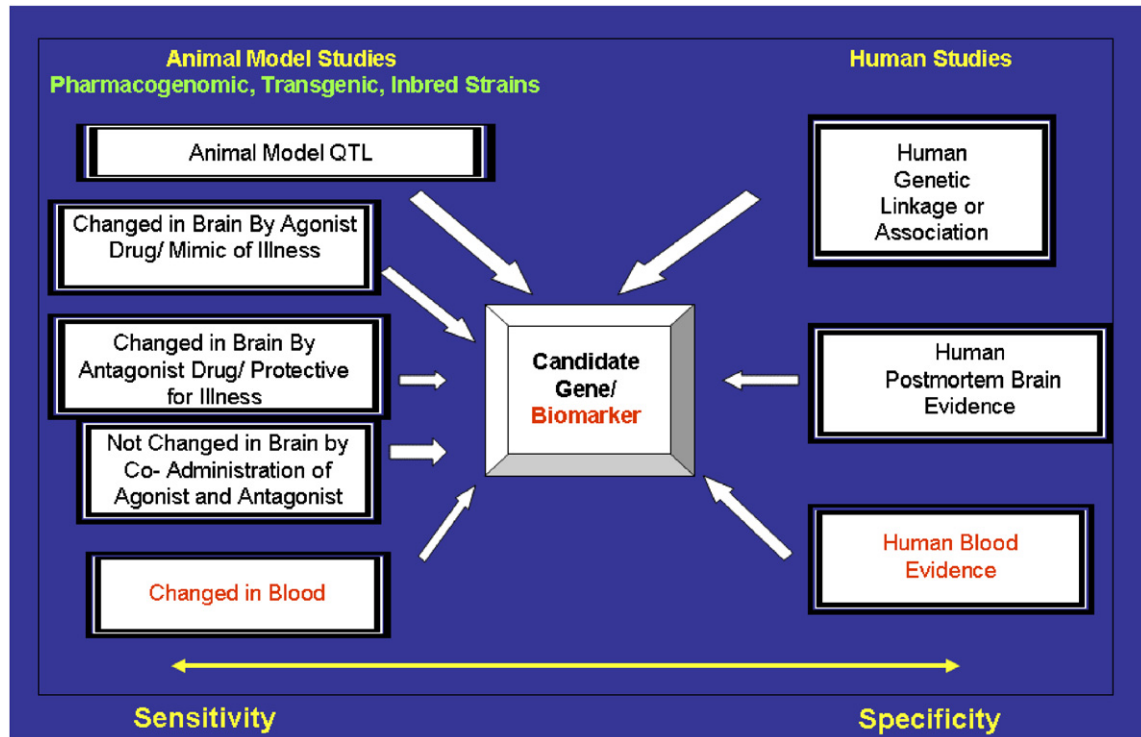 Animal Model Studies
Pharmacogenomic, Transgenic, Inbred Strains
Animal Model QTL
Changed in Brain By Agonist
Drug/ Mimic of Illness
Changed in Brain By
Antagonist Drug/ Protective
for Illness
Not Changed in Brain by
Co- Administration of
Agonist and Antagonist
Changed in Blood
Candidate
Gene/
Biomarker
Human Studies
Human
Genetic
Linkage or
Association
Human
Postmortem Brain
Evidence
Human Blood
Evidence
Sensitivity
Specificity